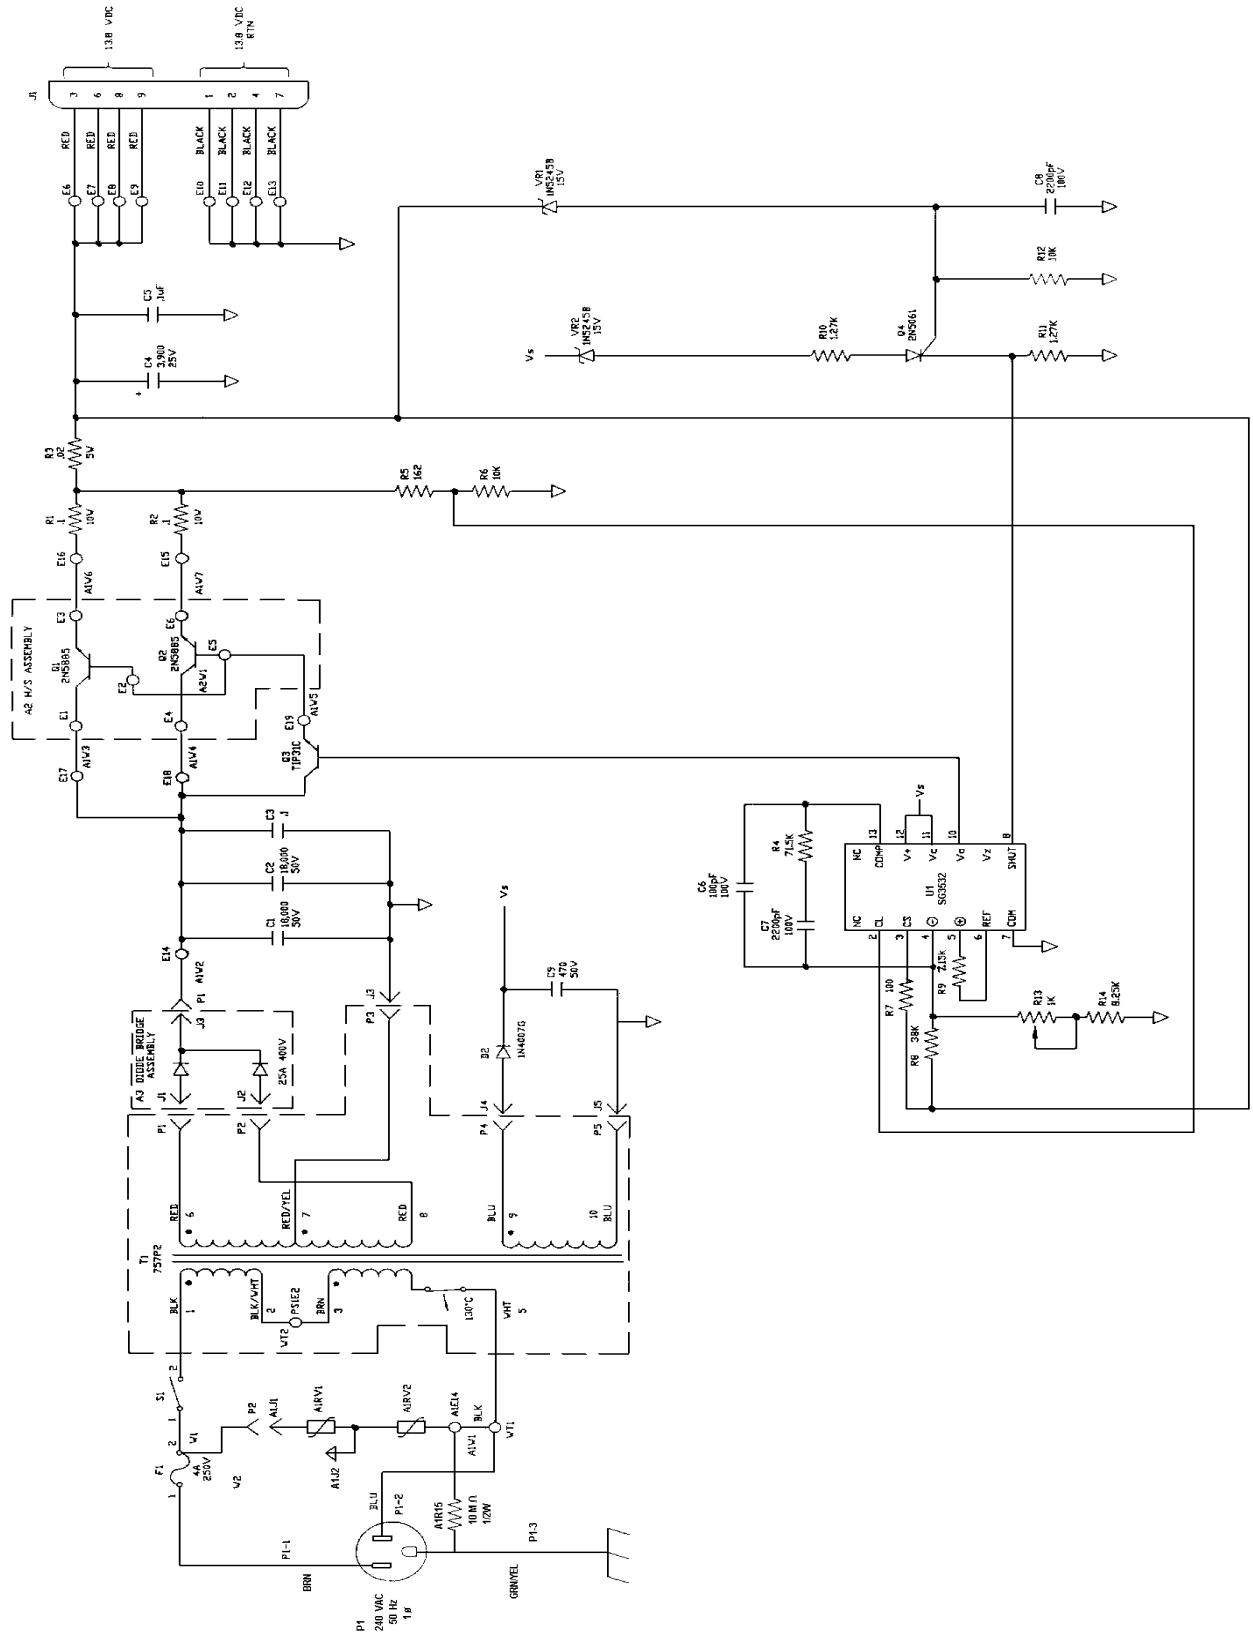 13.8 VDC
13.8 VDC
RTN
J1
3
6
8
9
1
2
4
7
RED
RED
RED
RED
BLACK
BLACK
BLACK
BLACK
E6
E7
E8
E9
E10
E11
E12
E13
C5
.1uF
C4
3,900
25V
+
R3
.02
5W
R1
.1
10W
R2
.1
10W
E16
E15
A1W6
A1W7
R5
162
R6
10K
VR1
1N5245B
15V
VR2
1N5245B
15V
Vs
R10
1.27K
Q4
2N5061
R11
1.27K
R12
10K
C8
2200pF
100V
A2 H/S ASSEMBLY
E3
E6
Q1
2N5885
Q2
2N5885
E2
E5
A2W1
E1
E4
A1W5
E19
Q3
TIP31C
A1W3
A1W4
E17
E18
C3
.1
C2
18,000
50V
C1
18,000
50V
E14
A1W2
P1
J3
J3
P3
A3 DIODE BRIDGE
ASSEMBLY
25A 400V
J1
J2
P1
P2
Vs
C9
470
50V
D2
1N4007G
J4
J5
P4
P5
C6
100pF
100V
R4
71.5K
C7
2200pF
100V
Vs
13
12
11
10
8
NC
COMP
V+
Vc
Vo
Vz
SHUT
U1
SG3532
NC
CL
CS
-
+
REF
COM
2
3
4
5
6
7
R7
100
R9
7.15K
R8
38K
R13
1K
R14
8.25K
RED
6
RED/YEL
7
RED
8
BLU
9
10
BLU
T1
757P2
BLK
1
BLK/WHT
2
PS1E2
WT2
BRN
3
130°C
WHT
5
S1
2
1
W1
2
F1
4A
250V
1
W2
P2
A1J1
A1RV1
A1J2
A1RV2
A1E14
BLK
A1W1
WT1
BLU
P1-2
A1R15
10 MΩ
1/2W
P1-1
BRN
P1-3
GRN/YEL
P1
240 VAC
50 Hz
1ø